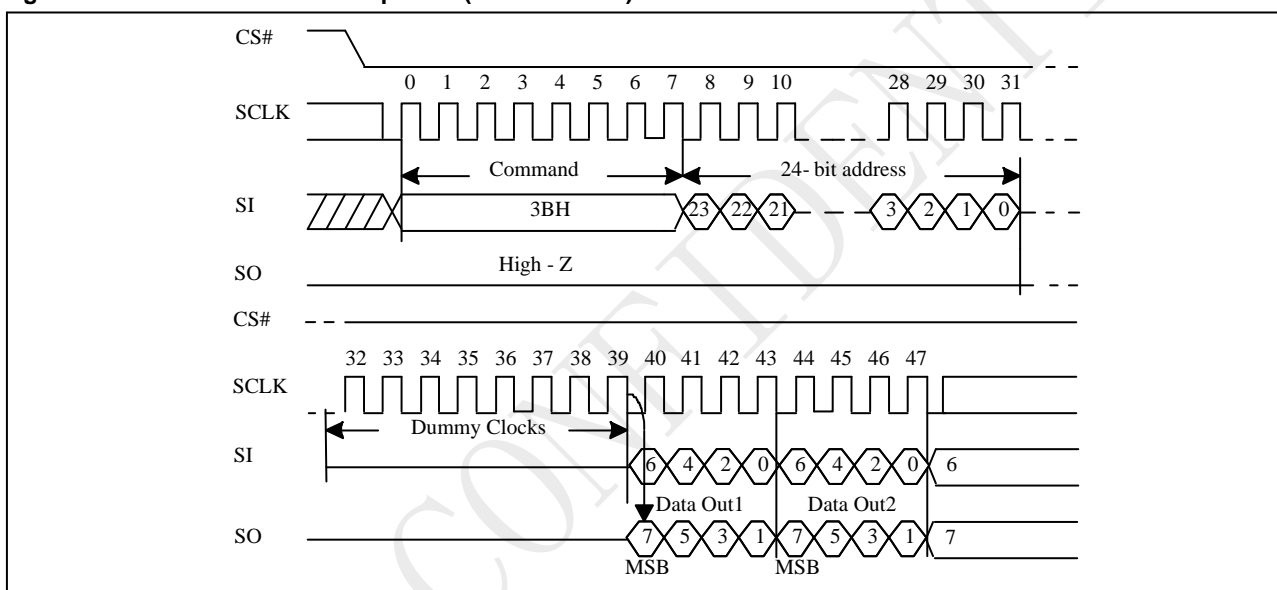 CS#
0 1 2 3 4 5 6 7 8 9 10 28 29 30 31
SCLK
Command 24- bit address
SI 3BH 23 22 21 3 2 1 0
High - Z
SO
CS#
32 33 34 35 36 37 38 39 40 41 42 43 44 45 46 47
SCLK
Dummy Clocks
SI 6 4 2 0 6 4 2 0 6
Data Out1 Data Out2
SO 7 5 3 1 7 5 3 1 7
MSB MSB